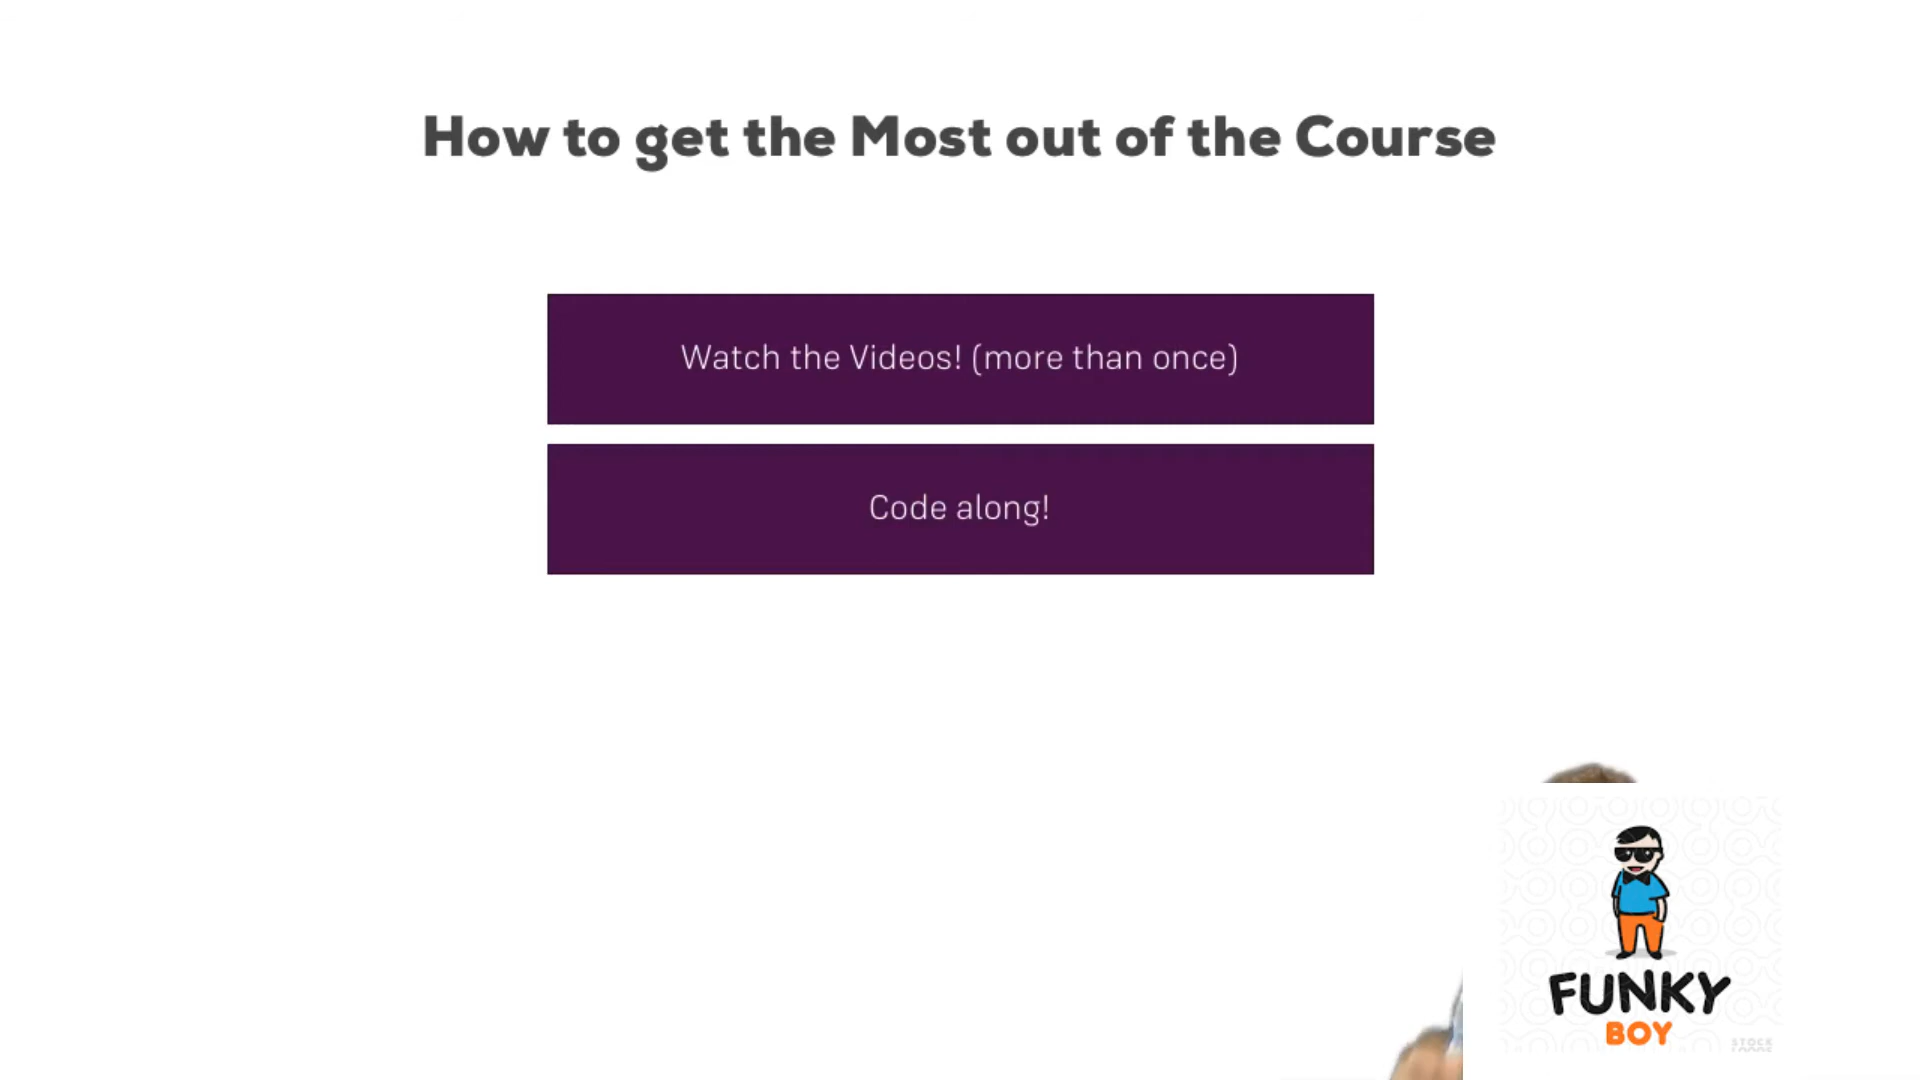 How to get the Most out of the Course
Watch the Videos! (more than once)
Code along!
FUNKY
BOY
STOCK